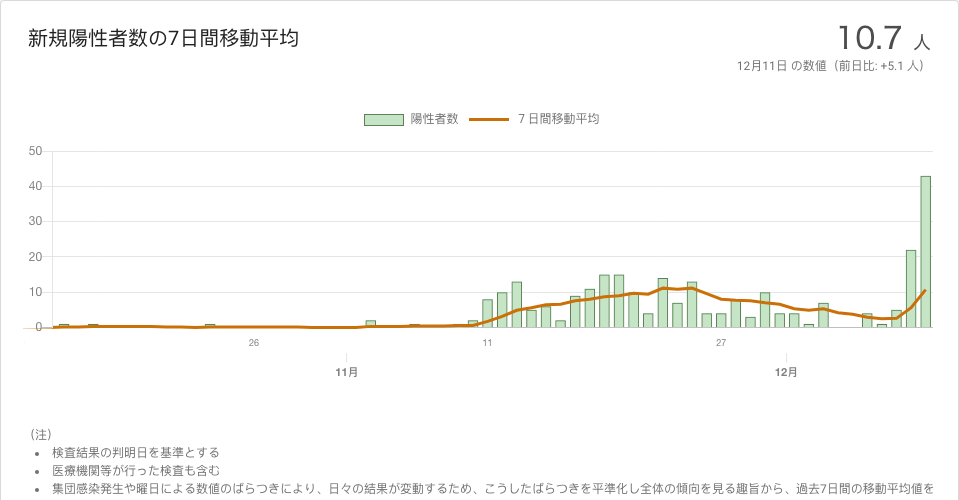 新規陽性者数の7日間移動平均
10.7 人
12月11日 の数値（前日比: +5.1 人）
陽性者数
7 日間移動平均
50
40
30
20
10
0
26
11
27
11月
12月
（注）
• 検査結果の判明日を基準とする
• 医療機関等が行った検査も含む
• 集団感染発生や曜日による数値のばらつきにより、日々の結果が変動するため、こうしたばらつきを平準化し全体の傾向を見る趣旨から、過去7日間の移動平均値を